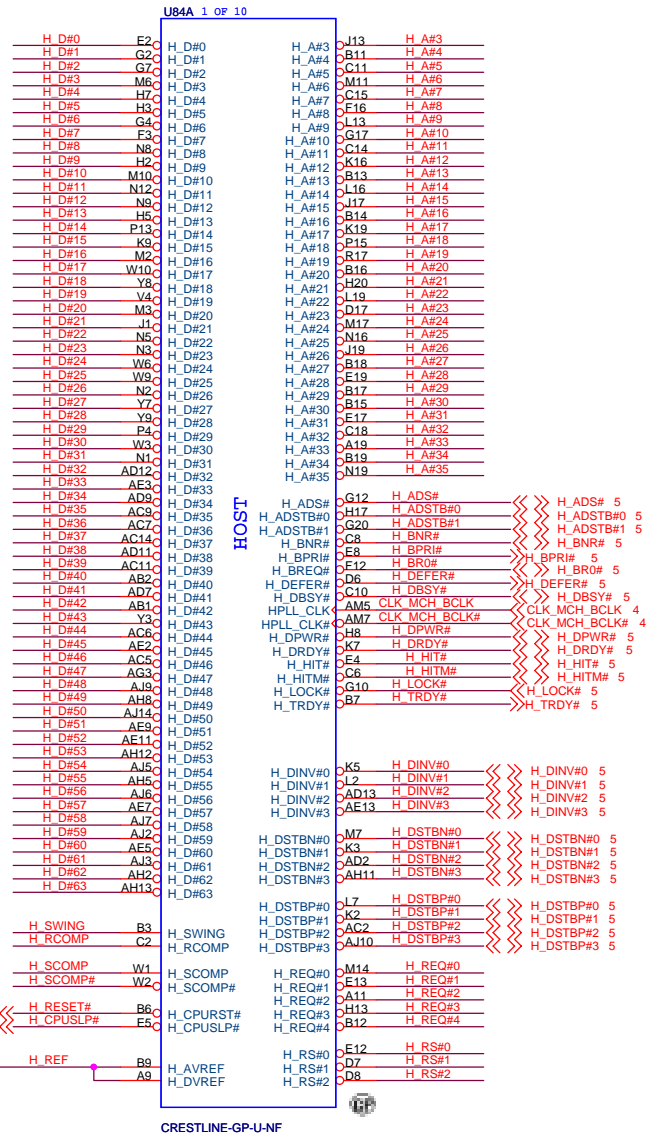 U84A 1 OF 10
H_D#0 E2 H_D#0
H_D#1 G2 H_D#1
H_D#2 G7 H_D#2
H_D#3 M6 H_D#3
H_D#4 H7 H_D#4
H_D#5 H3 H_D#5
H_D#6 G4 H_D#6
H_D#7 F3 H_D#7
H_D#8 N8 H_D#8
H_D#9 H2 H_D#9
H_D#10 M10 H_D#10
H_D#11 N12 H_D#11
H_D#12 N9 H_D#12
H_D#13 H5 H_D#13
H_D#14 P13 H_D#14
H_D#15 K9 H_D#15
H_D#16 M2 H_D#16
H_D#17 W10 H_D#17
H_D#18 Y8 H_D#18
H_D#19 V4 H_D#19
H_D#20 M3 H_D#20
H_D#21 J1 H_D#21
H_D#22 N5 H_D#22
H_D#23 N3 H_D#23
H_D#24 W6 H_D#24
H_D#25 W9 H_D#25
H_D#26 N2 H_D#26
H_D#27 Y7 H_D#27
H_D#28 Y9 H_D#28
H_D#29 P4 H_D#29
H_D#30 W3 H_D#30
H_D#31 N1 H_D#31
H_D#32 AD12 H_D#32
H_D#33 AE3 H_D#33
H_D#34 AD9 H_D#34
H_D#35 AC9 H_D#35
H_D#36 AC7 H_D#36
H_D#37 AC14 H_D#37
H_D#38 AD11 H_D#38
H_D#39 AC11 H_D#39
H_D#40 AB2 H_D#40
H_D#41 AD7 H_D#41
H_D#42 AB1 H_D#42
H_D#43 Y3 H_D#43
H_D#44 AC6 H_D#44
H_D#45 AE2 H_D#45
H_D#46 AC5 H_D#46
H_D#47 AG3 H_D#47
H_D#48 AJ9 H_D#48
H_D#49 AH8 H_D#49
H_D#50 AJ14 H_D#50
H_D#51 AE9 H_D#51
H_D#52 AE11 H_D#52
H_D#53 AH12 H_D#53
H_D#54 AJ5 H_D#54
H_D#55 AH5 H_D#55
H_D#56 AJ6 H_D#56
H_D#57 AE7 H_D#57
H_D#58 AJ7 H_D#58
H_D#59 AJ2 H_D#59
H_D#60 AE5 H_D#60
H_D#61 AJ3 H_D#61
H_D#62 AH2 H_D#62
H_D#63 AH13 H_D#63
H_SWING B3 H_SWING
H_RCOMP C2 H_RCOMP
H_SCOMP W1 H_SCOMP
H_SCOMP# W2 H_SCOMP#
H_RESET# B6 H_CPURST#
H_CPUSLP# E5 H_CPUSLP#
H_REF B9 H_AVREF
A9 H_DVREF
HOST
H_A#3 J13 H_A#3
H_A#4 B11 H_A#4
H_A#5 C11 H_A#5
H_A#6 M11 H_A#6
H_A#7 C15 H_A#7
H_A#8 F16 H_A#8
H_A#9 L13 H_A#9
H_A#10 G17 H_A#10
H_A#11 C14 H_A#11
H_A#12 K16 H_A#12
H_A#13 B13 H_A#13
H_A#14 L16 H_A#14
H_A#15 J17 H_A#15
H_A#16 B14 H_A#16
H_A#17 K19 H_A#17
H_A#18 P15 H_A#18
H_A#19 R17 H_A#19
H_A#20 B16 H_A#20
H_A#21 H20 H_A#21
H_A#22 L19 H_A#22
H_A#23 D17 H_A#23
H_A#24 M17 H_A#24
H_A#25 N16 H_A#25
H_A#26 J19 H_A#26
H_A#27 B18 H_A#27
H_A#28 E19 H_A#28
H_A#29 B17 H_A#29
H_A#30 B15 H_A#30
H_A#31 E17 H_A#31
H_A#32 C18 H_A#32
H_A#33 A19 H_A#33
H_A#34 B19 H_A#34
H_A#35 N19 H_A#35
H_ADS# G12 H_ADS# H_ADS# 5
H_ADSTB#0 H17 H_ADSTB#0 H_ADSTB#0 5
H_ADSTB#1 G20 H_ADSTB#1 H_ADSTB#1 5
H_BNR# C8 H_BNR# H_BNR# 5
H_BPRI# E8 H_BPRI# H_BPRI# 5
H_BREQ# F12 H_BR0# H_BR0# 5
H_DEFER# D6 H_DEFER# H_DEFER# 5
H_DBSY# C10 H_DBSY# H_DBSY# 5
HPLL_CLK AM5 CLK_MCH_BCLK CLK_MCH_BCLK 4
HPLL_CLK# AM7 CLK_MCH_BCLK# CLK_MCH_BCLK# 4
H_DPWR# H8 H_DPWR# H_DPWR# 5
H_DRDY# K7 H_DRDY# H_DRDY# 5
H_HIT# E4 H_HIT# H_HIT# 5
H_HITM# C6 H_HITM# H_HITM# 5
H_LOCK# G10 H_LOCK# H_LOCK# 5
H_TRDY# B7 H_TRDY# H_TRDY# 5
H_DINV#0 K5 H_DINV#0 H_DINV#0 5
H_DINV#1 L2 H_DINV#1 H_DINV#1 5
H_DINV#2 AD13 H_DINV#2 H_DINV#2 5
H_DINV#3 AE13 H_DINV#3 H_DINV#3 5
H_DSTBN#0 M7 H_DSTBN#0 H_DSTBN#0 5
H_DSTBN#1 K3 H_DSTBN#1 H_DSTBN#1 5
H_DSTBN#2 AD2 H_DSTBN#2 H_DSTBN#2 5
H_DSTBN#3 AH11 H_DSTBN#3 H_DSTBN#3 5
H_DSTBP#0 L7 H_DSTBP#0 H_DSTBP#0 5
H_DSTBP#1 K2 H_DSTBP#1 H_DSTBP#1 5
H_DSTBP#2 AC2 H_DSTBP#2 H_DSTBP#2 5
H_DSTBP#3 AJ10 H_DSTBP#3 H_DSTBP#3 5
H_REQ#0 M14 H_REQ#0
H_REQ#1 E13 H_REQ#1
H_REQ#2 A11 H_REQ#2
H_REQ#3 H13 H_REQ#3
H_REQ#4 B12 H_REQ#4
H_RS#0 E12 H_RS#0
H_RS#1 D7 H_RS#1
H_RS#2 D8 H_RS#2
GP
CRESTLINE-GP-U-NF